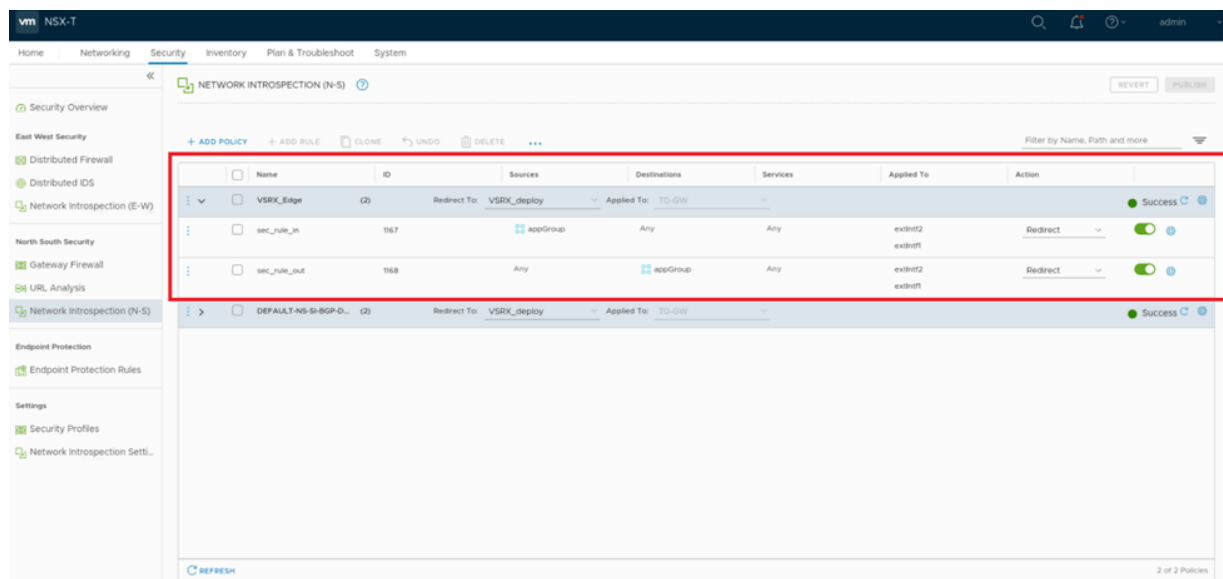 vm NSX-T admin
Home Networking Security Inventory Plan & Troubleshoot System
NETWORK INTROSPECTION (N-S) REVERT PUBLISH
Security Overview
East West Security
Distributed Firewall
Distributed IDS
Network Introspection (E-W)
North South Security
Gateway Firewall
URL Analysis
Network Introspection (N-S)
Endpoint Protection
Endpoint Protection Rules
Settings
Security Profiles
Network Introspection Setti...
+ ADD POLICY + ADD RULE CLONE UNDO DELETE ... Filter by Name, Path and more
Name ID Sources Destinations Services Applied To Action
VSRX_Edge (2) Redirect To: VSRX_deploy Applied To: TO-GW Success
sec_rule_in 1167 appGroup Any Any extIntf2 Redirect
extIntf1
sec_rule_out 1168 Any appGroup Any extIntf2 Redirect
extIntf1
DEFAULT-NS-SI-BGP-D... (2) Redirect To: VSRX_deploy Applied To: TO-GW Success
REFRESH 2 of 2 Policies